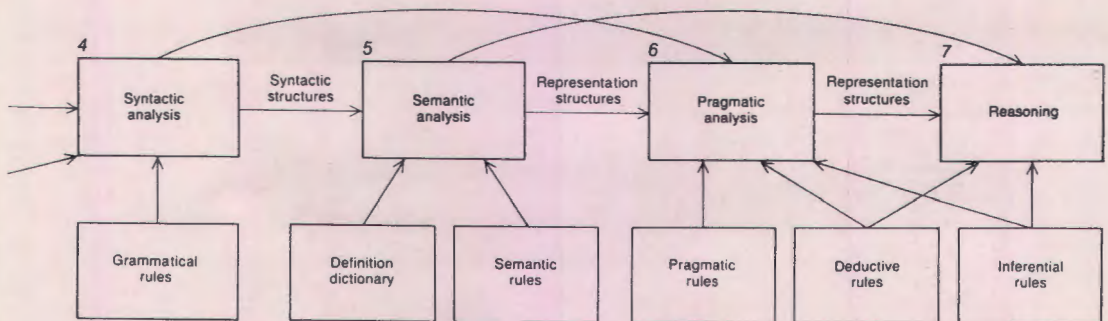 4
Syntactic
analysis
Syntactic
structures
5
Semantic
analysis
Representation
structures
6
Pragmatic
analysis
Representation
structures
7
Reasoning
Grammatical
rules
Definition
dictionary
Semantic
rules
Pragmatic
rules
Deductive
rules
Inferential
rules